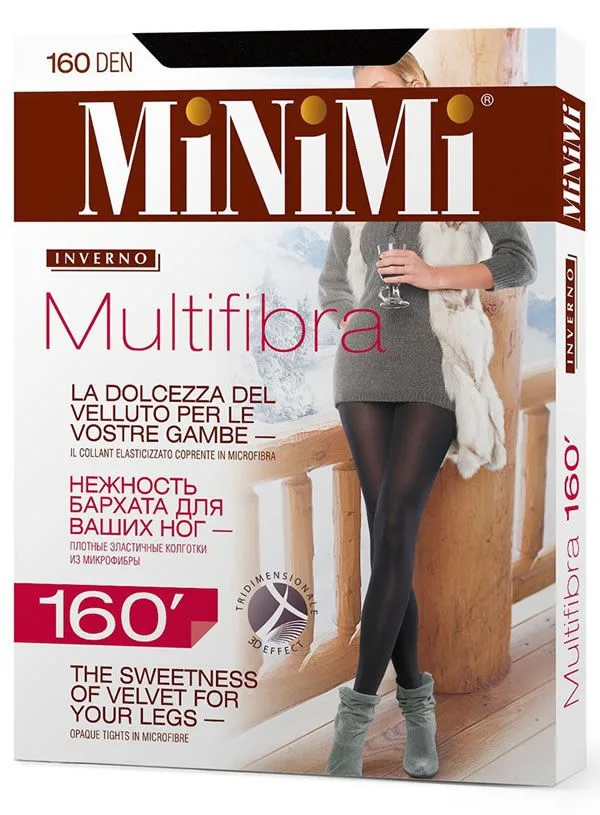 160 DEN
MiNiMi®
INVERNO
Multifibra
LA DOLCEZZA DEL
VELLUTO PER LE
VOSTRE GAMBE —
IL COLLANT ELASTICIZZATO COPRENTE IN MICROFIBRA
НЕЖНОСТЬ
БАРХАТА ДЛЯ
ВАШИХ НОГ —
ПЛОТНЫЕ ЭЛАСТИЧНЫЕ КОЛГОТКИ
ИЗ МИКРОФИБРЫ
160'
TRIDIMENSIONALE
3D EFFECT
THE SWEETNESS
OF VELVET FOR
YOUR LEGS —
OPAQUE TIGHTS IN MICROFIBRE
MiNiMi
INVERNO
Multifibra 160'